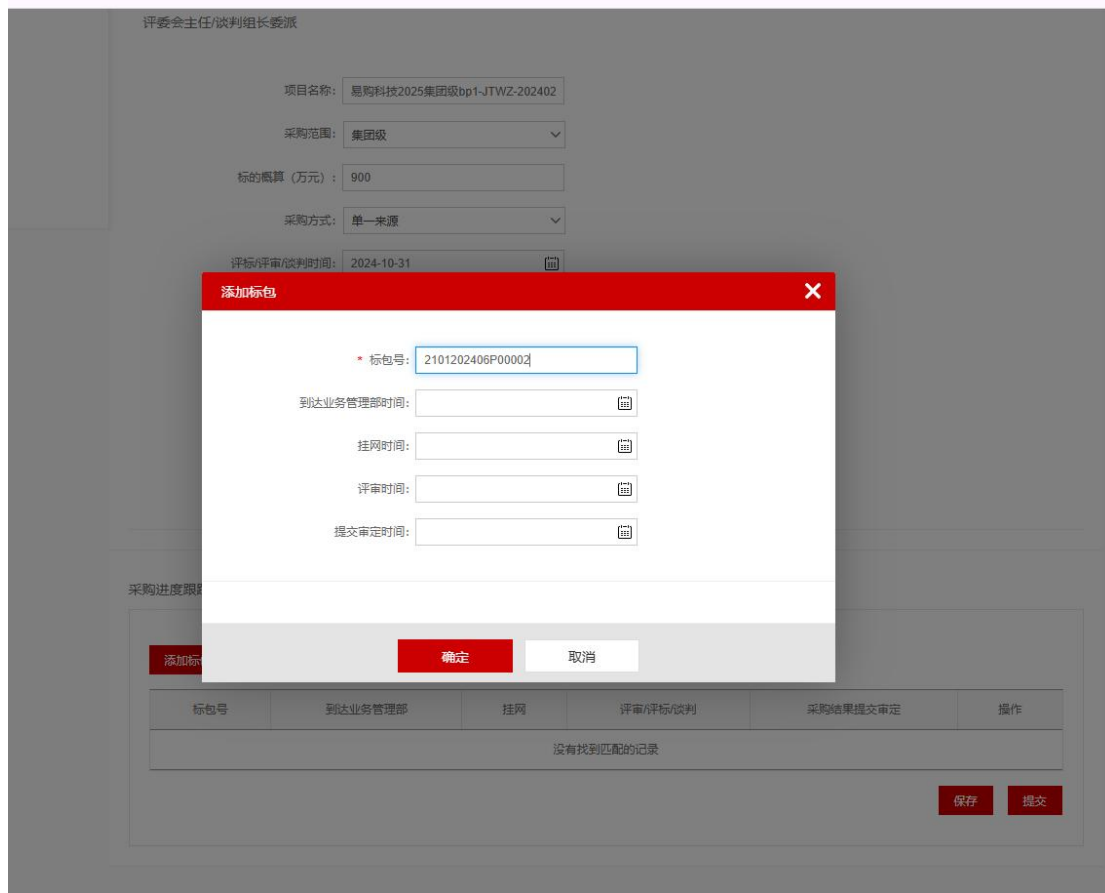 评委会主任/谈判组长委派
项目名称： 易购科技2025集团级bp1-JTWZ-202402
采购范围： 集团级
标的概算（万元）： 900
采购方式： 单一来源
评标/评审/谈判时间： 2024-10-31
添加标包
* 标包号： 2101202406P00002
到达业务管理部时间：
挂网时间：
评审时间：
提交审定时间：
采购进度跟踪
确定 取消
添加标
标包号 到达业务管理部 挂网 评审/评标/谈判 采购结果提交审定 操作
没有找到匹配的记录
保存 提交